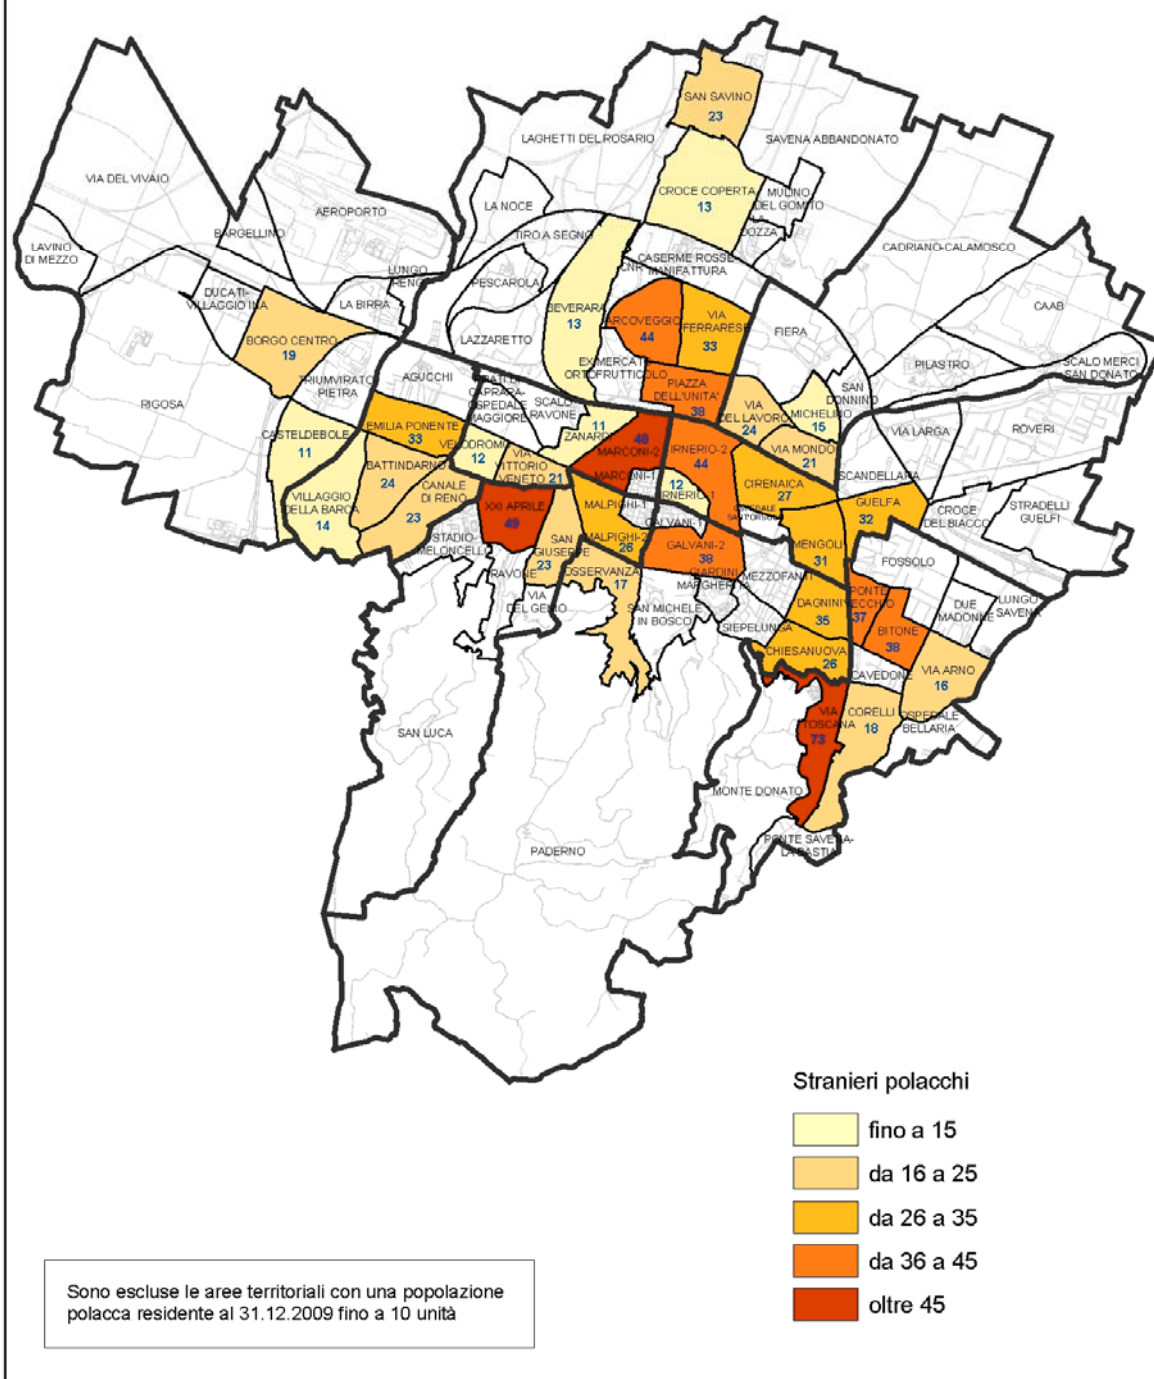 SAN SAVINO
23
LAGHETTI DEL ROSARIO
SAVENA ABBANDONATO
VIA DEL VIVAIO
CROCE COPERTA
13
MULINO
DEL GOMITO
LA
DOZZA
LA NOCE
AEROPORTO
BARGELLINO
TIRO A SEGNO
LAVINO
DI MEZZO
CADRIANO-CALAMOSCO
CASERME ROSSE
MANIFATTURA
CNR
LUNGO
RENO
PESCAROLA
DUCATI-
VILLAGGIO INA
LA BIRRA
BEVERARA
13
ARCOVEGGIO
44
VIA
FERRARESE
33
FIERA
CAAB
BORGO CENTRO
19
LAZZARETTO
EX MERCATO
ORTOFRUTTICOLO
PILASTRO
SCALO MERCI
SAN DONATO
TRIUMVIRATO
PIETRA
AGUCCHI
PRATI DI
CAPRARA-
OSPEDALE
MAGGIORE
SCALO
RAVONE
PIAZZA
DELL'UNITA'
38
VIA
DEL LAVORO
24
MICHELINO
15
SAN
DONNINO
RIGOSA
CASTELDEBOLE
11
EMILIA PONENTE
33
VELODROMO
12
11
ZANARDI
48
MARCONI-2
MARCONI-1
IRNERIO-2
44
VIA MONDO
21
VIA LARGA
ROVERI
BATTINDARNO
24
VIA
VITTORIO
VENETO
21
SCANDELLARA
CANALE
DI RENO
23
12
IRNERIO-1
CIRENAICA
27
VILLAGGIO
DELLA BARCA
14
XXI APRILE
49
MALPIGHI-1
GUELFA
32
CROCE
DEL BIACCO
STRADELLI
GUELFI
STADIO-
MELONCELLO
SAN
GIUSEPPE
23
MALPIGHI-2
26
GALVANI-1
GALVANI-2
38
MENGOLI
31
RAVONE
OSSERVANZA
17
GIARDINI
MARGHERITA
MEZZOFANTI
FOSSOLO
VIA
DEL GENIO
SAN MICHELE
IN BOSCO
DAGNINI
35
PONTE
VECCHIO
37
BITONE
38
DUE
MADONNE
LUNGO
SAVENA
SIEPELUNGA
CHIESANUOVA
26
CAVEDONE
VIA ARNO
16
SAN LUCA
VIA
TOSCANA
73
CORELLI
18
OSPEDALE
BELLARIA
MONTE DONATO
PADERNO
PONTE SAVENA-
LA BASTIA
Stranieri polacchi
fino a 15
da 16 a 25
da 26 a 35
da 36 a 45
oltre 45
Sono escluse le aree territoriali con una popolazione
polacca residente al 31.12.2009 fino a 10 unità